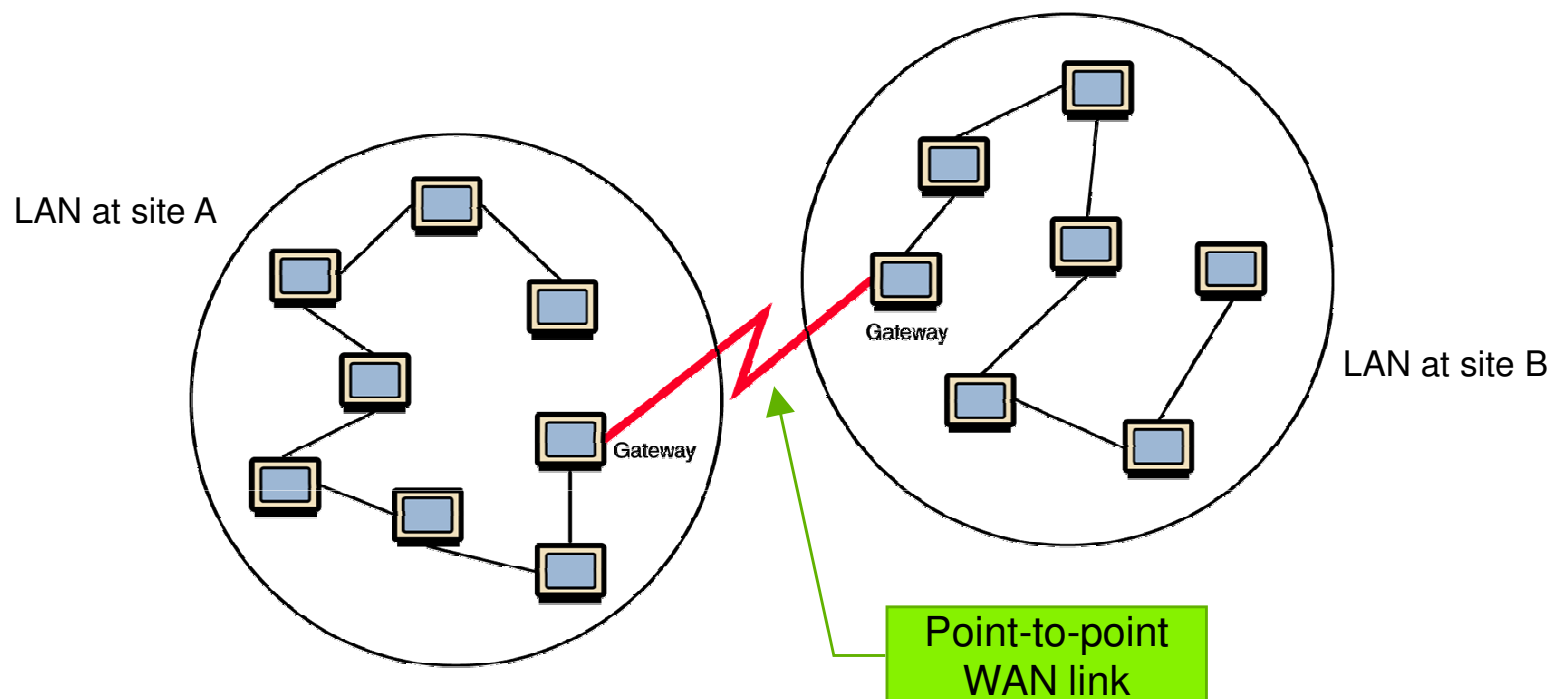 LAN at site A
Gateway
LAN at site B
Gateway
Point-to-point
WAN link